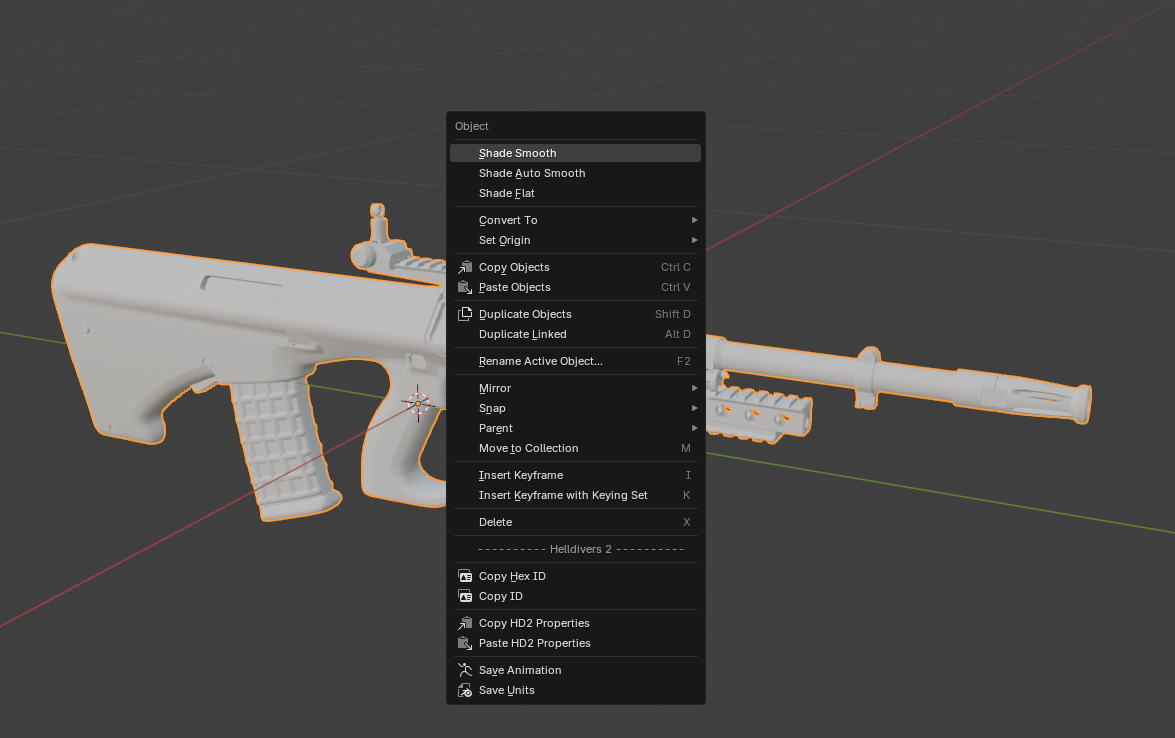 Object
Shade Smooth
Shade Auto Smooth
Shade Flat
Convert To
Set Origin
Copy Objects Ctrl C
Paste Objects Ctrl V
Duplicate Objects Shift D
Duplicate Linked Alt D
Rename Active Object... F2
Mirror
Snap
Parent
Move to Collection M
Insert Keyframe I
Insert Keyframe with Keying Set K
Delete X
---------- Helldivers 2 ----------
Copy Hex ID
Copy ID
Copy HD2 Properties
Paste HD2 Properties
Save Animation
Save Units